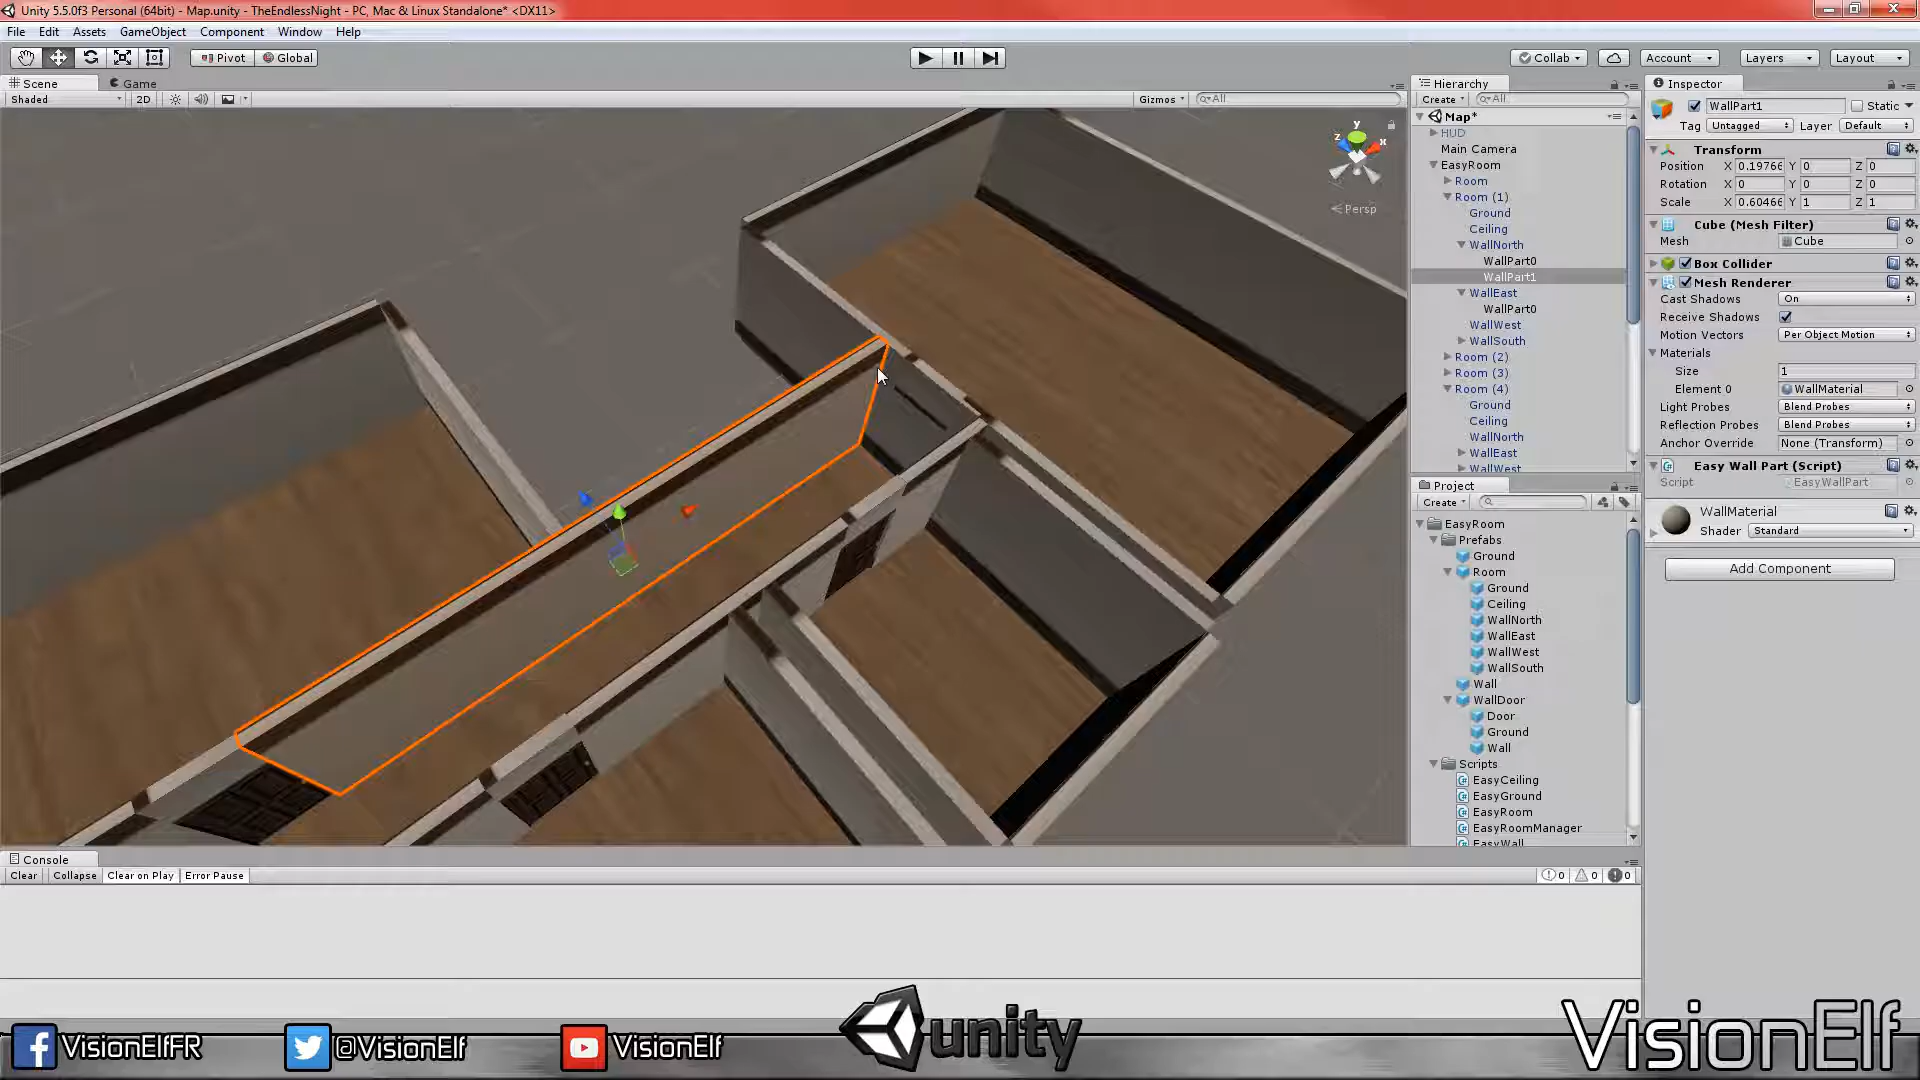 Unity 5.5.0f3 Personal (64bit) - Map.unity - TheEndlessNight - PC, Mac & Linux Standalone* <DX11>
File Edit Assets GameObject Component Window Help
Pivot Global Collab Account Layers Layout
Scene Game
Shaded 2D Gizmos All
y
z x
Persp
Hierarchy
Create All
Map*
HUD
Main Camera
EasyRoom
Room
Room (1)
Ground
Ceiling
WallNorth
WallPart0
WallPart1
WallEast
WallPart0
WallWest
WallSouth
Room (2)
Room (3)
Room (4)
Ground
Ceiling
WallNorth
WallEast
WallWest
Project
Create
EasyRoom
Prefabs
Ground
Room
Ground
Ceiling
WallNorth
WallEast
WallWest
WallSouth
Wall
WallDoor
Door
Ground
Wall
Scripts
EasyCeiling
EasyGround
EasyRoom
EasyRoomManager
EasyWall
Inspector
WallPart1 Static
Tag Untagged Layer Default
Transform
Position X 0.19766 Y 0 Z 0
Rotation X 0 Y 0 Z 0
Scale X 0.60466 Y 1 Z 1
Cube (Mesh Filter)
Mesh Cube
Box Collider
Mesh Renderer
Cast Shadows On
Receive Shadows
Motion Vectors Per Object Motion
Materials
Size 1
Element 0 WallMaterial
Light Probes Blend Probes
Reflection Probes Blend Probes
Anchor Override None (Transform)
Easy Wall Part (Script)
Script EasyWallPart
WallMaterial
Shader Standard
Add Component
Console
Clear Collapse Clear on Play Error Pause 0 0 0
VisionElfFR @VisionElf VisionElf unity VisionElf